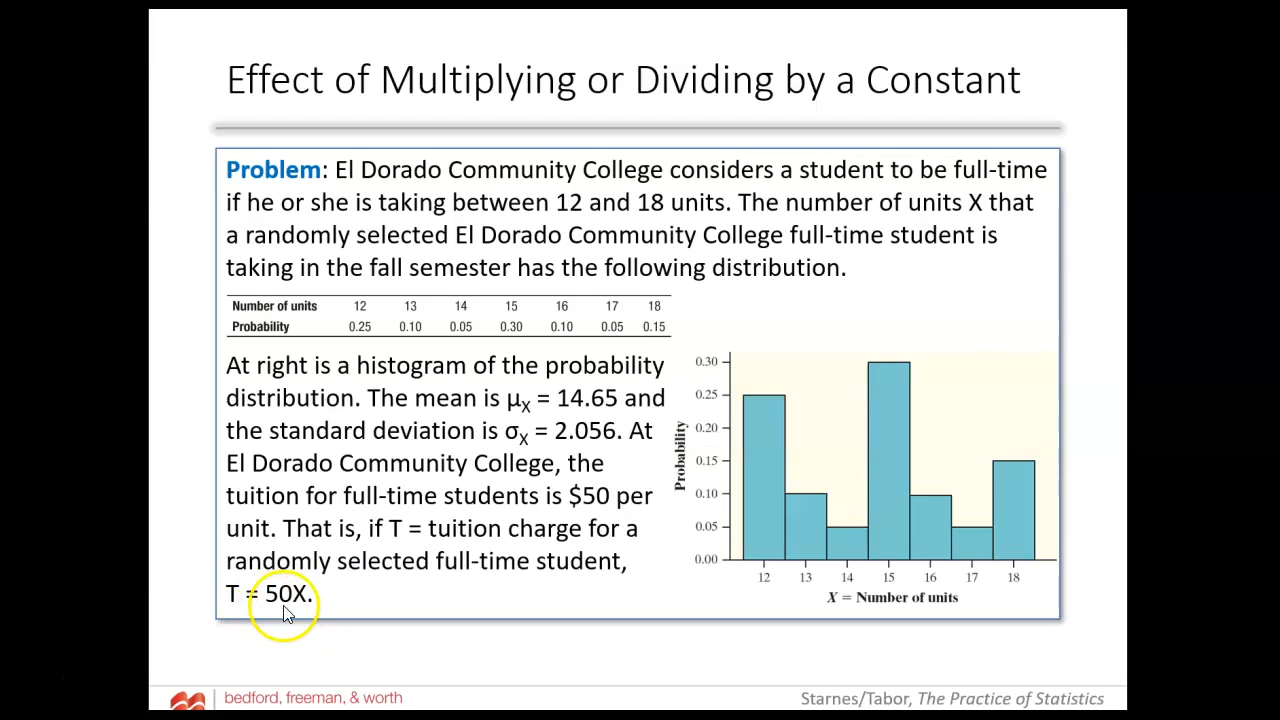 Effect of Multiplying or Dividing by a Constant
Problem: El Dorado Community College considers a student to be full-time
if he or she is taking between 12 and 18 units. The number of units X that
a randomly selected El Dorado Community College full-time student is
taking in the fall semester has the following distribution.
Number of units 12 13 14 15 16 17 18
Probability 0.25 0.10 0.05 0.30 0.10 0.05 0.15
At right is a histogram of the probability
distribution. The mean is μX = 14.65 and
the standard deviation is σX = 2.056. At
El Dorado Community College, the
tuition for full-time students is $50 per
unit. That is, if T = tuition charge for a
randomly selected full-time student,
T = 50X.
0.30
0.25
0.20
0.15
0.10
0.05
0.00
Probability
12 13 14 15 16 17 18
X = Number of units
bedford, freeman, & worth
Starnes/Tabor, The Practice of Statistics